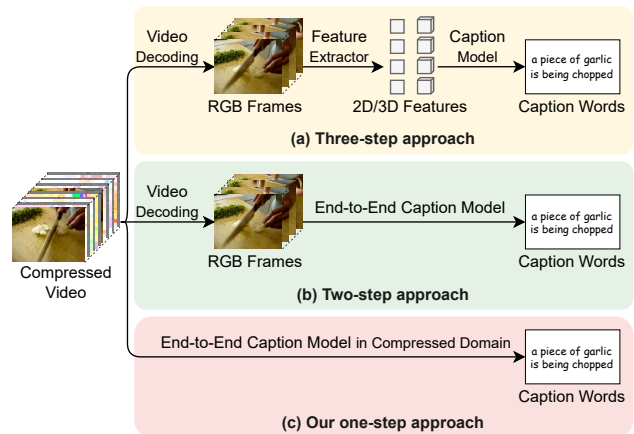 Video
Decoding
Feature
Extractor
Caption
Model
a piece of garlic
is being chopped
RGB Frames
2D/3D Features
Caption Words
(a) Three-step approach
Compressed
Video
Video
Decoding
End-to-End Caption Model
a piece of garlic
is being chopped
RGB Frames
Caption Words
(b) Two-step approach
End-to-End Caption Model in Compressed Domain
a piece of garlic
is being chopped
Caption Words
(c) Our one-step approach